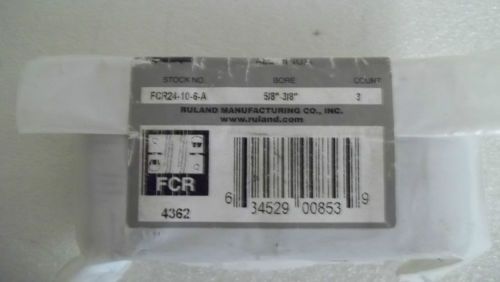 STOCK NO. BORE COUNT
FCR24-10-6-A 5/8" 3/8" 3
RULAND MANUFACTURING CO., INC.
www.ruland.com
FCR
4362
6 34529 00853 9